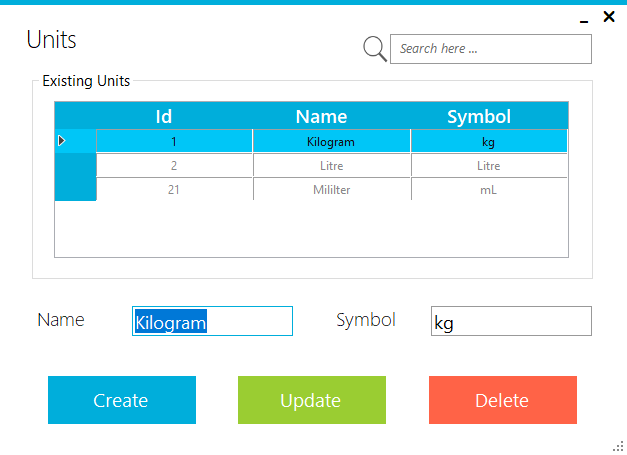 Units
Search here ...
Existing Units
Id Name Symbol
1 Kilogram kg
2 Litre Litre
21 Mililter mL
Name Kilogram Symbol kg
Create Update Delete